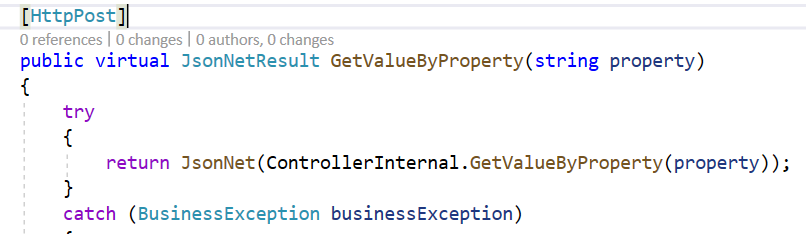 [HttpPost]
0 references | 0 changes | 0 authors, 0 changes
public virtual JsonNetResult GetValueByProperty(string property)
{
try
{
return JsonNet(ControllerInternal.GetValueByProperty(property));
}
catch (BusinessException businessException)
{